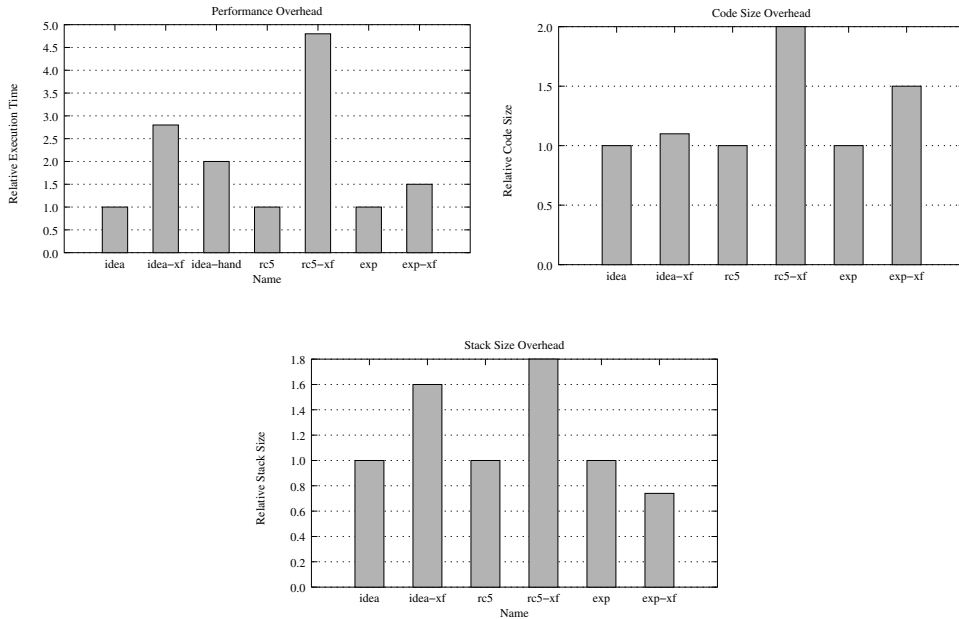 Performance Overhead
5.0
4.5
4.0
3.5
3.0
2.5
2.0
1.5
1.0
0.5
0.0
Relative Execution Time
idea idea-xf idea-hand rc5 rc5-xf exp exp-xf
Name
Code Size Overhead
2.0
1.5
1.0
0.5
0.0
Relative Code Size
idea idea-xf rc5 rc5-xf exp exp-xf
Stack Size Overhead
1.8
1.6
1.4
1.2
1.0
0.8
0.6
0.4
0.2
0.0
Relative Stack Size
idea idea-xf rc5 rc5-xf exp exp-xf
Name